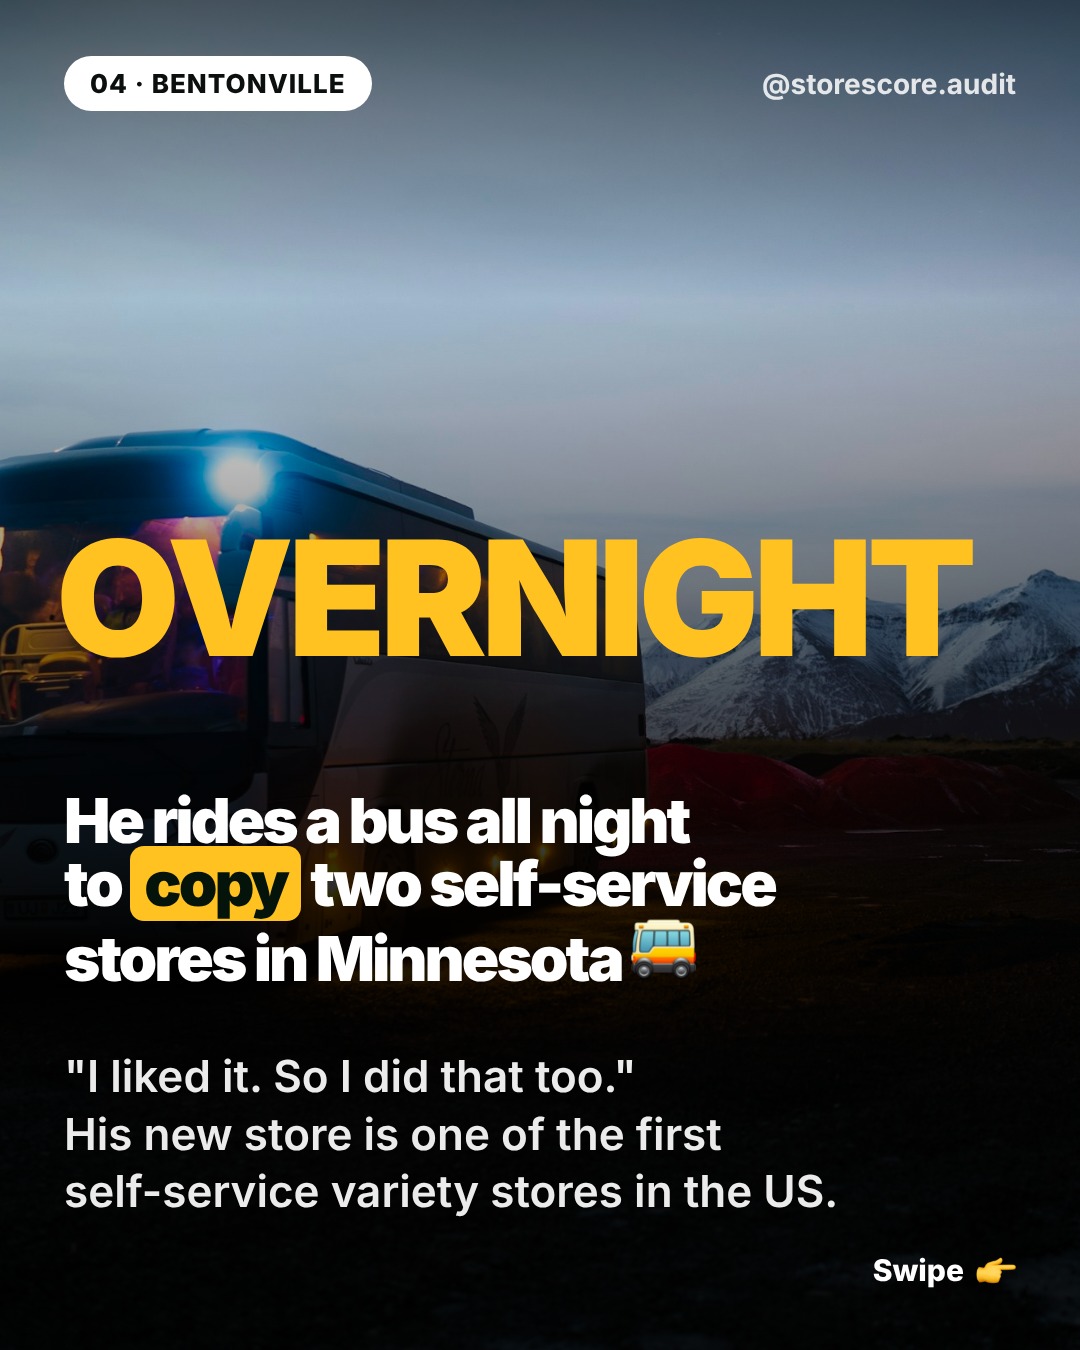 04 · BENTONVILLE
@storescore.audit
OVERNIGHT
He rides a bus all night
to copy two self-service
stores in Minnesota 🚌
"I liked it. So I did that too."
His new store is one of the first
self-service variety stores in the US.
Swipe 👉